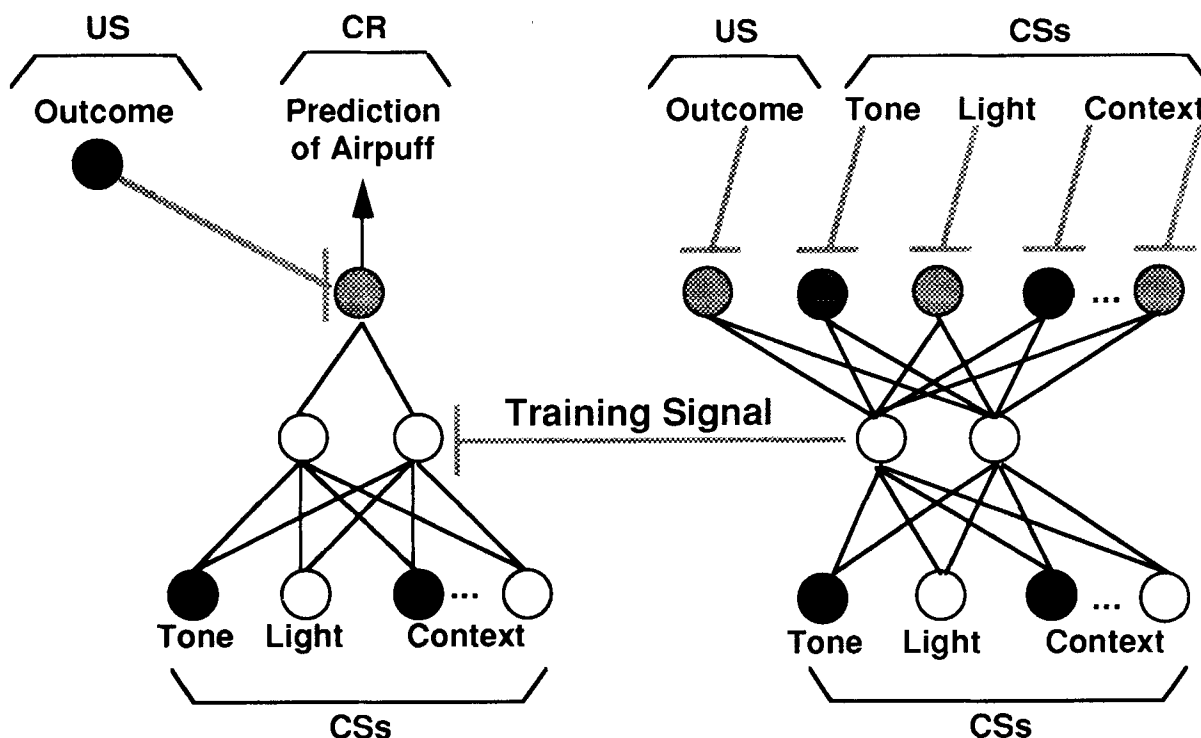 US CR US CSs
Outcome Prediction of Airpuff Outcome Tone Light Context
Training Signal
... ...
Tone Light Context ... Tone Light Context ...
CSs CSs